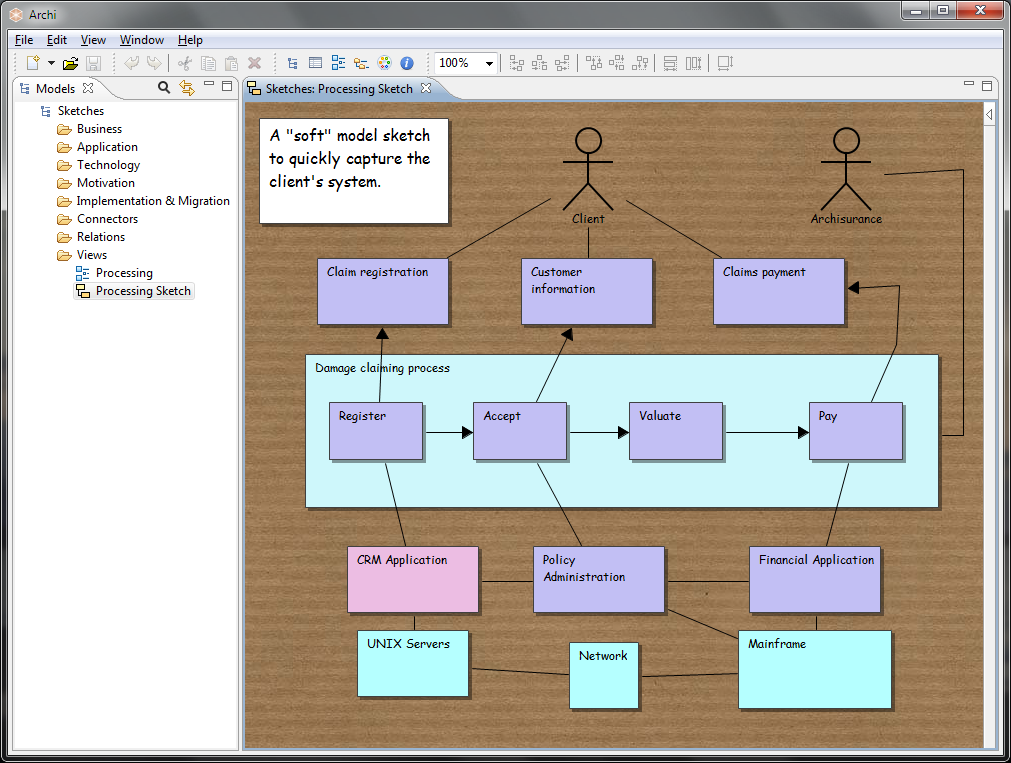 Archi
File Edit View Window Help
100%
Models
Sketches: Processing Sketch
Sketches
Business
Application
Technology
Motivation
Implementation & Migration
Connectors
Relations
Views
Processing
Processing Sketch
A "soft" model sketch
to quickly capture the
client's system.
Client
Archisurance
Claim registration
Customer
information
Claims payment
Damage claiming process
Register
Accept
Valuate
Pay
CRM Application
Policy
Administration
Financial Application
UNIX Servers
Network
Mainframe